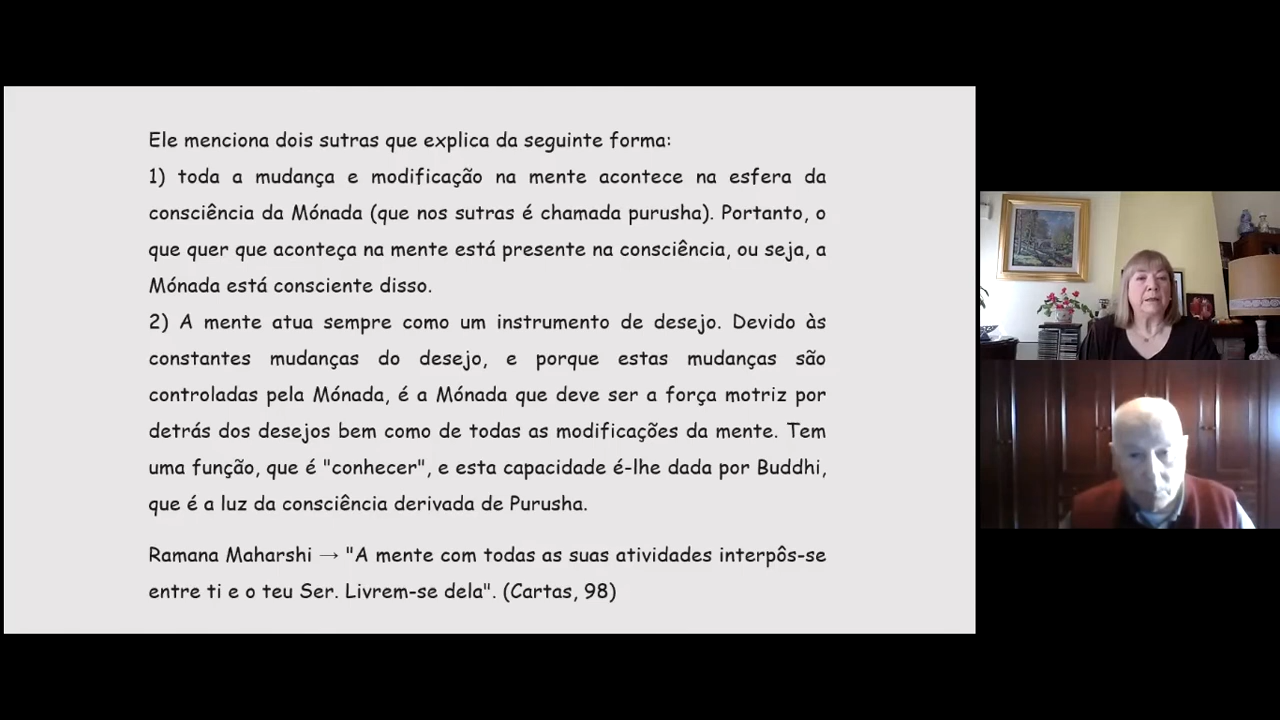 Ele menciona dois sutras que explica da seguinte forma:
1) toda a mudança e modificação na mente acontece na esfera da
consciência da Mónada (que nos sutras é chamada purusha). Portanto, o
que quer que aconteça na mente está presente na consciência, ou seja, a
Mónada está consciente disso.
2) A mente atua sempre como um instrumento de desejo. Devido às
constantes mudanças do desejo, e porque estas mudanças são
controladas pela Mónada, é a Mónada que deve ser a força motriz por
detrás dos desejos bem como de todas as modificações da mente. Tem
uma função, que é "conhecer", e esta capacidade é-lhe dada por Buddhi,
que é a luz da consciência derivada de Purusha.
Ramana Maharshi → "A mente com todas as suas atividades interpôs-se
entre ti e o teu Ser. Livrem-se dela". (Cartas, 98)